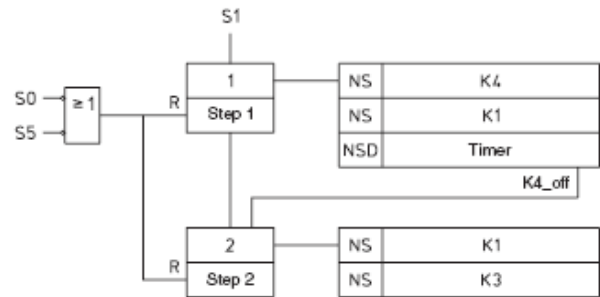 S1
1
NS K4
S0
≥1
R
Step 1
NS K1
S5
NSD Timer
K4_off
2
NS K1
R
Step 2
NS K3